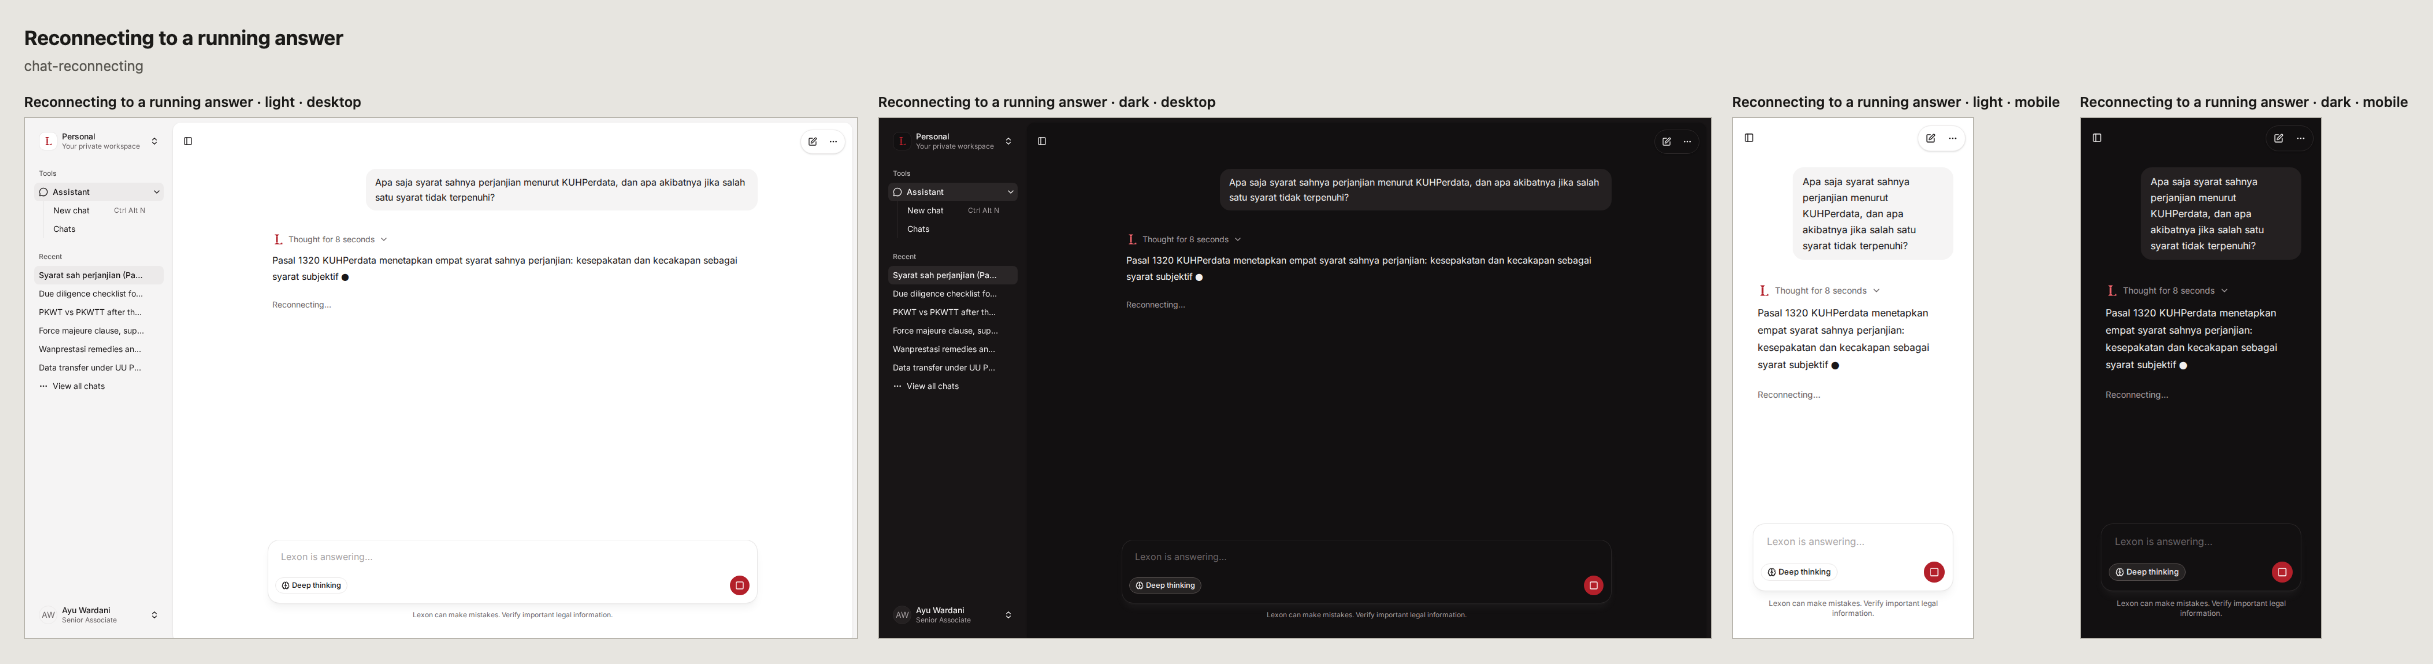 Reconnecting to a running answer
chat-reconnecting
Reconnecting to a running answer · light · desktop
L
Personal
Your private workspace
Tools
Assistant
New chat Ctrl Alt N
Chats
Recent
Syarat sah perjanjian (Pa...
Due diligence checklist fo...
PKWT vs PKWTT after th...
Force majeure clause, sup...
Wanprestasi remedies an...
Data transfer under UU P...
View all chats
AW
Ayu Wardani
Senior Associate
Apa saja syarat sahnya perjanjian menurut KUHPerdata, dan apa akibatnya jika salah
satu syarat tidak terpenuhi?
L Thought for 8 seconds
Pasal 1320 KUHPerdata menetapkan empat syarat sahnya perjanjian: kesepakatan dan kecakapan sebagai
syarat subjektif
Reconnecting...
Lexon is answering...
Deep thinking
Lexon can make mistakes. Verify important legal information.
Reconnecting to a running answer · dark · desktop
L
Personal
Your private workspace
Tools
Assistant
New chat Ctrl Alt N
Chats
Recent
Syarat sah perjanjian (Pa...
Due diligence checklist fo...
PKWT vs PKWTT after th...
Force majeure clause, sup...
Wanprestasi remedies an...
Data transfer under UU P...
View all chats
AW
Ayu Wardani
Senior Associate
Apa saja syarat sahnya perjanjian menurut KUHPerdata, dan apa akibatnya jika salah
satu syarat tidak terpenuhi?
L Thought for 8 seconds
Pasal 1320 KUHPerdata menetapkan empat syarat sahnya perjanjian: kesepakatan dan kecakapan sebagai
syarat subjektif
Reconnecting...
Lexon is answering...
Deep thinking
Lexon can make mistakes. Verify important legal information.
Reconnecting to a running answer · light · mobile
Apa saja syarat sahnya
perjanjian menurut
KUHPerdata, dan apa
akibatnya jika salah satu
syarat tidak terpenuhi?
L Thought for 8 seconds
Pasal 1320 KUHPerdata menetapkan
empat syarat sahnya perjanjian:
kesepakatan dan kecakapan sebagai
syarat subjektif
Reconnecting...
Lexon is answering...
Deep thinking
Lexon can make mistakes. Verify important legal
information.
Reconnecting to a running answer · dark · mobile
Apa saja syarat sahnya
perjanjian menurut
KUHPerdata, dan apa
akibatnya jika salah satu
syarat tidak terpenuhi?
L Thought for 8 seconds
Pasal 1320 KUHPerdata menetapkan
empat syarat sahnya perjanjian:
kesepakatan dan kecakapan sebagai
syarat subjektif
Reconnecting...
Lexon is answering...
Deep thinking
Lexon can make mistakes. Verify important legal
information.